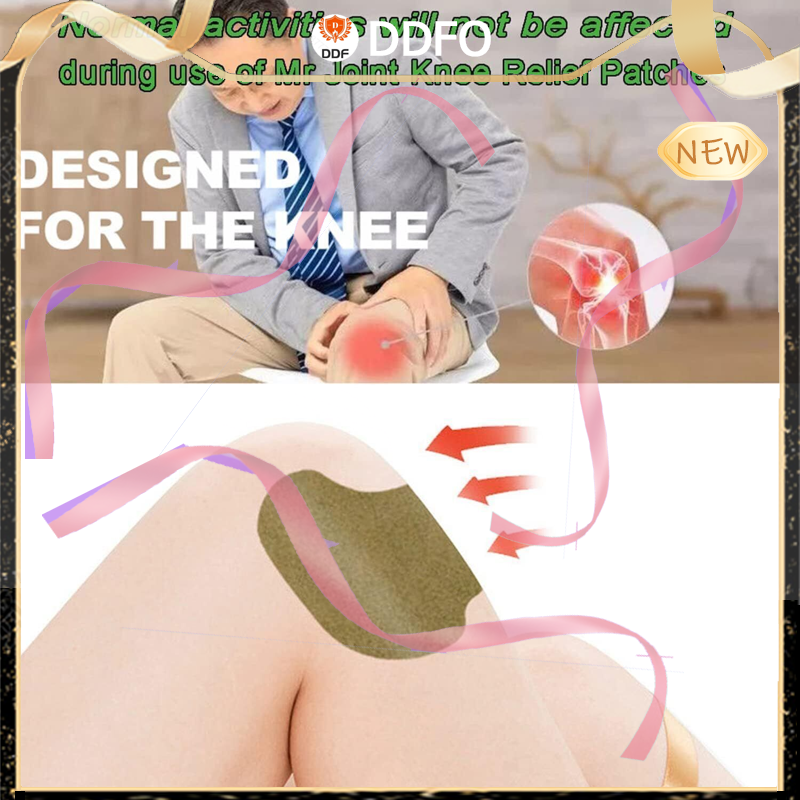 Normal activities will not be affected
DDF
DDFO
during use of Mr Joint Knee Relief Patches
NEW
DESIGNED
FOR THE KNEE